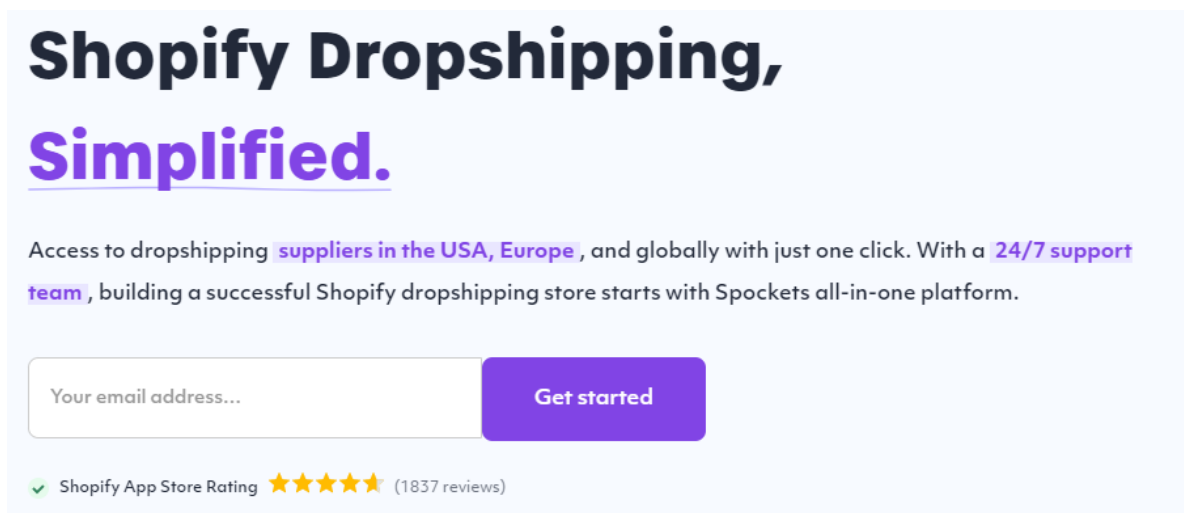 Shopify Dropshipping,
Simplified.
Access to dropshipping suppliers in the USA, Europe , and globally with just one click. With a 24/7 support
team , building a successful Shopify dropshipping store starts with Spockets all-in-one platform.
Your email address... Get started
Shopify App Store Rating (1837 reviews)